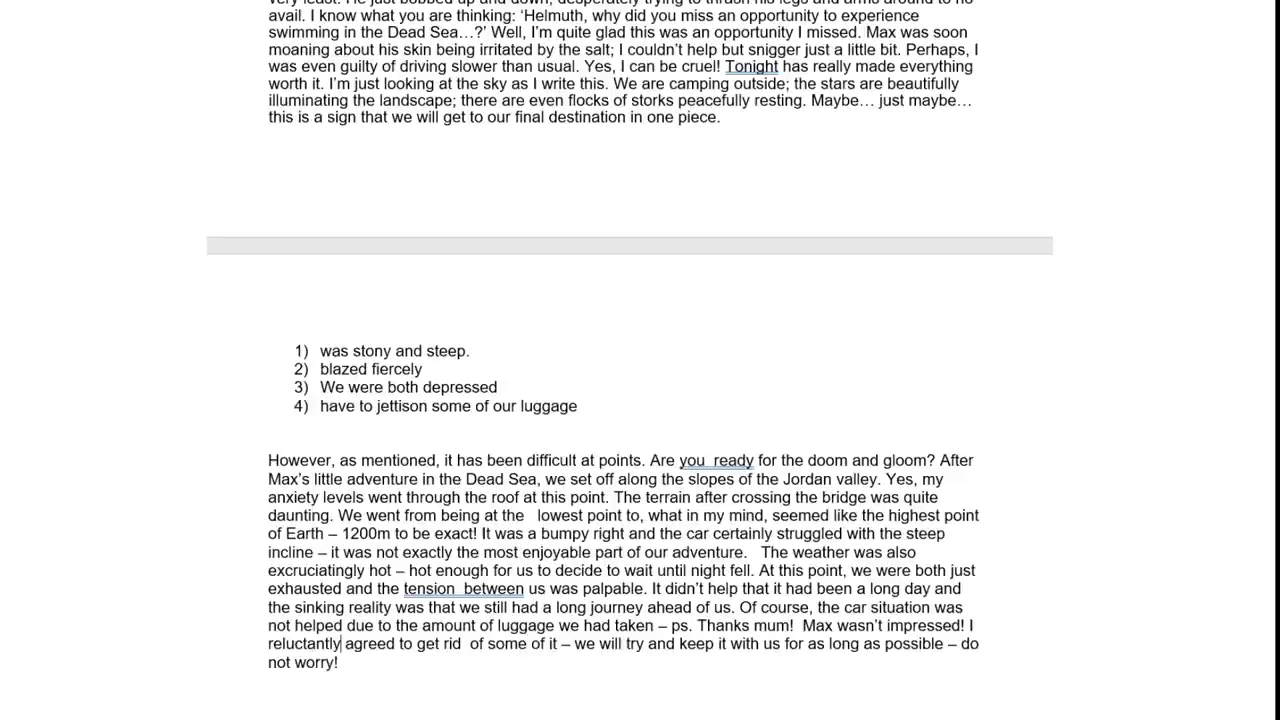 very least. He just bobbed up and down, desperately trying to thrash his legs and arms around to no
avail. I know what you are thinking: ‘Helmuth, why did you miss an opportunity to experience
swimming in the Dead Sea…?’ Well, I’m quite glad this was an opportunity I missed. Max was soon
moaning about his skin being irritated by the salt; I couldn’t help but snigger just a little bit. Perhaps, I
was even guilty of driving slower than usual. Yes, I can be cruel! Tonight has really made everything
worth it. I’m just looking at the sky as I write this. We are camping outside; the stars are beautifully
illuminating the landscape; there are even flocks of storks peacefully resting. Maybe… just maybe…
this is a sign that we will get to our final destination in one piece.
1) was stony and steep.
2) blazed fiercely
3) We were both depressed
4) have to jettison some of our luggage
However, as mentioned, it has been difficult at points. Are you  ready for the doom and gloom? After
Max’s little adventure in the Dead Sea, we set off along the slopes of the Jordan valley. Yes, my
anxiety levels went through the roof at this point. The terrain after crossing the bridge was quite
daunting. We went from being at the   lowest point to, what in my mind, seemed like the highest point
of Earth – 1200m to be exact! It was a bumpy right and the car certainly struggled with the steep
incline – it was not exactly the most enjoyable part of our adventure.   The weather was also
excruciatingly hot – hot enough for us to decide to wait until night fell. At this point, we were both just
exhausted and the tension  between us was palpable. It didn’t help that it had been a long day and
the sinking reality was that we still had a long journey ahead of us. Of course, the car situation was
not helped due to the amount of luggage we had taken – ps. Thanks mum!  Max wasn’t impressed! I
reluctantly agreed to get rid  of some of it – we will try and keep it with us for as long as possible – do
not worry!